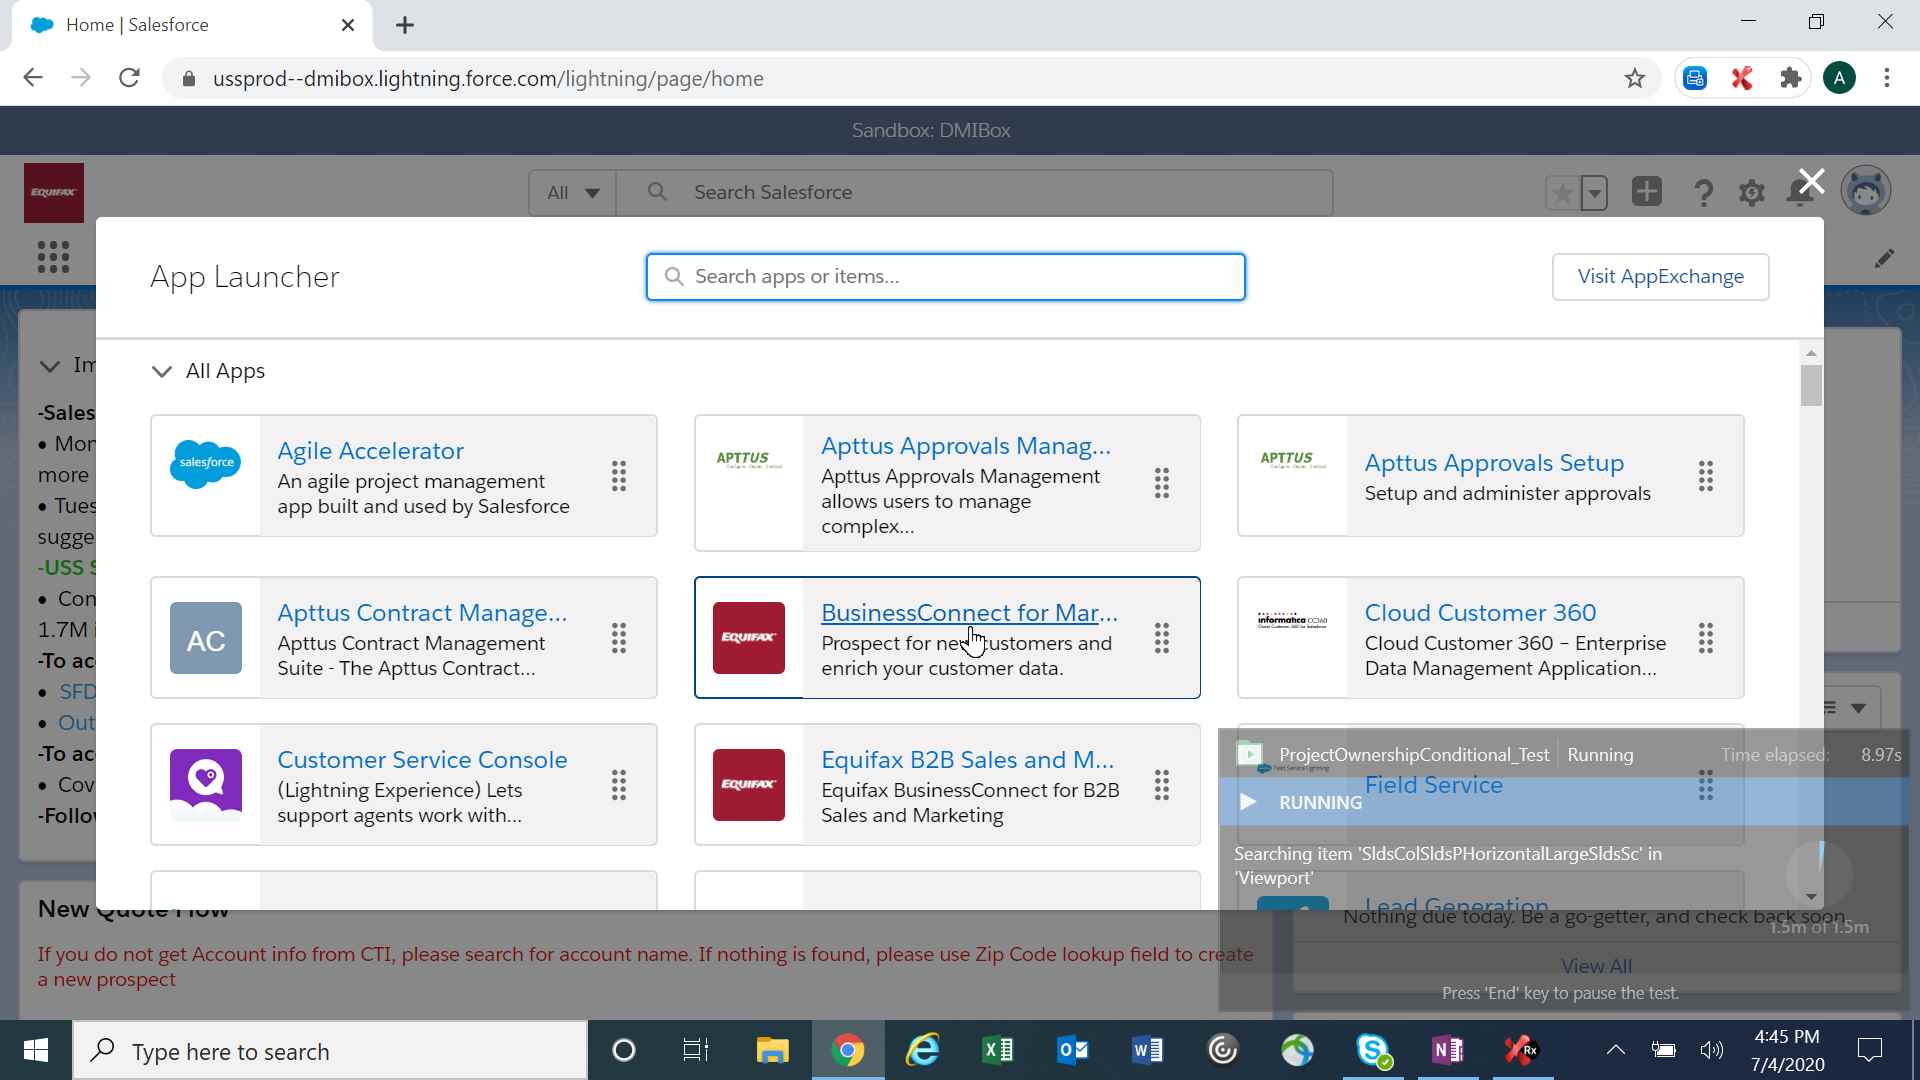 Home | Salesforce
ussprod--dmibox.lightning.force.com/lightning/page/home
A
Sandbox: DMIBox
EQUIFAX
All
Search Salesforce
App Launcher
Search apps or items...
Visit AppExchange
All Apps
-Sales
• Mon
more
• Tues
sugge
-USS S
• Con
1.7M i
-To ac
• SFD
• Out
-To ac
• Cov
-Follow
salesforce
Agile Accelerator
An agile project management
app built and used by Salesforce
APTTUS
Apttus Approvals Manag...
Apttus Approvals Management
allows users to manage
complex...
APTTUS
Apttus Approvals Setup
Setup and administer approvals
AC
Apttus Contract Manage...
Apttus Contract Management
Suite - The Apttus Contract...
EQUIFAX
BusinessConnect for Mar...
Prospect for new customers and
enrich your customer data.
informatica CC360
Cloud Customer 360
Cloud Customer 360 – Enterprise
Data Management Application...
Customer Service Console
(Lightning Experience) Lets
support agents work with...
EQUIFAX
Equifax B2B Sales and M...
Equifax BusinessConnect for B2B
Sales and Marketing
Field Service
Lead Generation
ProjectOwnershipConditional_Test
Running
Time elapsed: 8.97s
RUNNING
Searching item 'SldsColSldsPHorizontalLargeSldsSc' in
'Viewport'
1.5m of 1.5m
Press 'End' key to pause the test.
New Quote Flow
If you do not get Account info from CTI, please search for account name. If nothing is found, please use Zip Code lookup field to create
a new prospect
Nothing due today. Be a go-getter, and check back soon.
View All
Type here to search
4:45 PM
7/4/2020